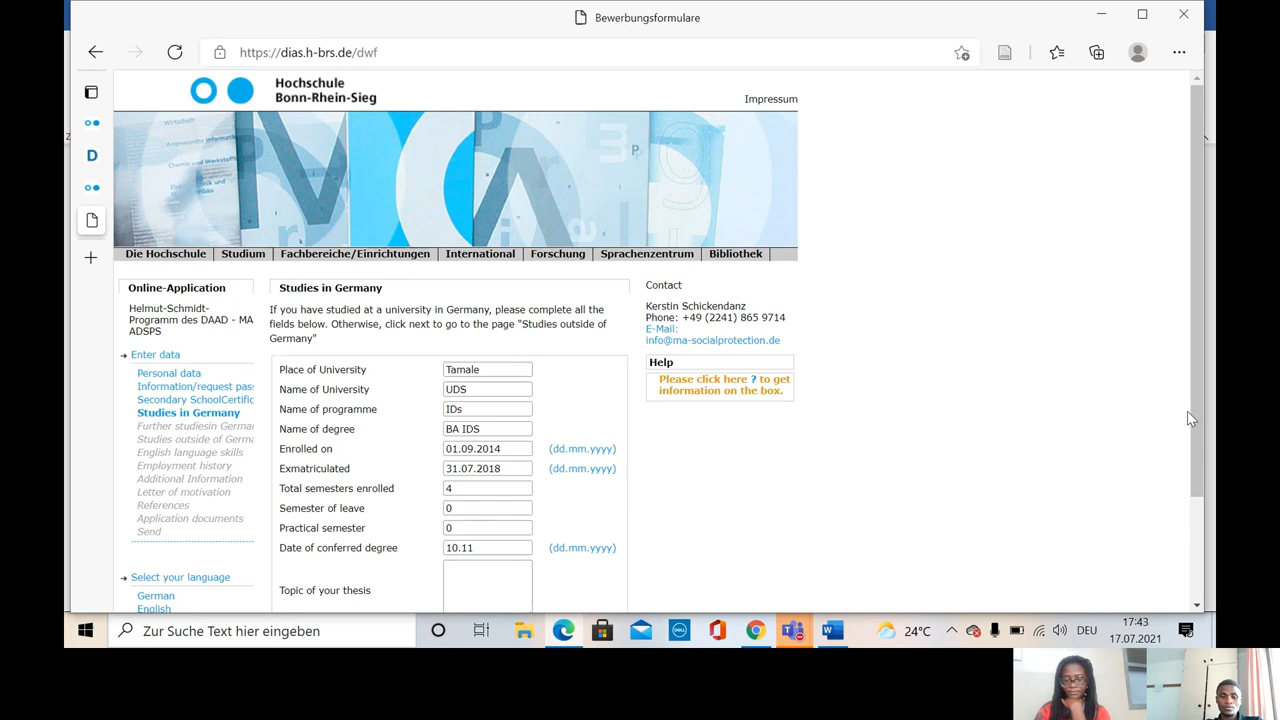 Bewerbungsformulare
https://dias.h-brs.de/dwf
Hochschule
Bonn-Rhein-Sieg
Impressum
Wirtschaft
Die Hochschule
Studium
Fachbereiche/Einrichtungen
International
Forschung
Sprachenzentrum
Bibliothek
Online-Application
Helmut-Schmidt-
Programm des DAAD - MA
ADSPS
Enter data
Personal data
Information/request pas
Secondary SchoolCertific
Studies in Germany
Further studiesin Germa
Studies outside of Germa
English language skills
Employment history
Additional Information
Letter of motivation
References
Application documents
Send
Select your language
German
English
Studies in Germany
If you have studied at a university in Germany, please complete all the
fields below. Otherwise, click next to go to the page "Studies outside of
Germany"
Place of University Tamale
Name of University UDS
Name of programme IDs
Name of degree BA IDS
Enrolled on 01.09.2014 (dd.mm.yyyy)
Exmatriculated 31.07.2018 (dd.mm.yyyy)
Total semesters enrolled 4
Semester of leave 0
Practical semester 0
Date of conferred degree 10.11 (dd.mm.yyyy)
Topic of your thesis
Contact
Kerstin Schickendanz
Phone: +49 (2241) 865 9714
E-Mail:
info@ma-socialprotection.de
Help
Please click here ? to get
information on the box.
Zur Suche Text hier eingeben
24°C
DEU
17:43
17.07.2021